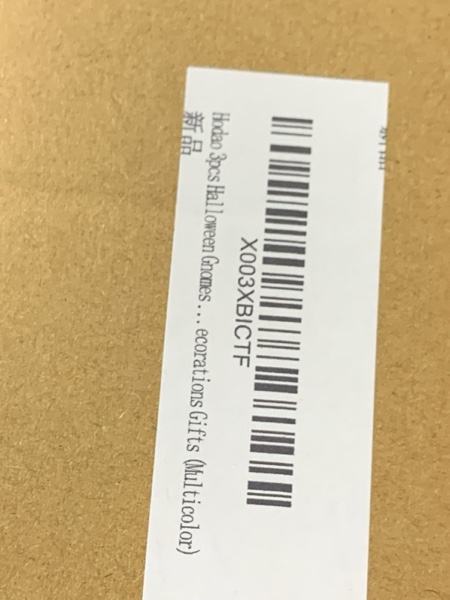 X003XBICTF
Hodao 3pcs Halloween Gnomes...ecorations Gifts (Multicolor)
新品